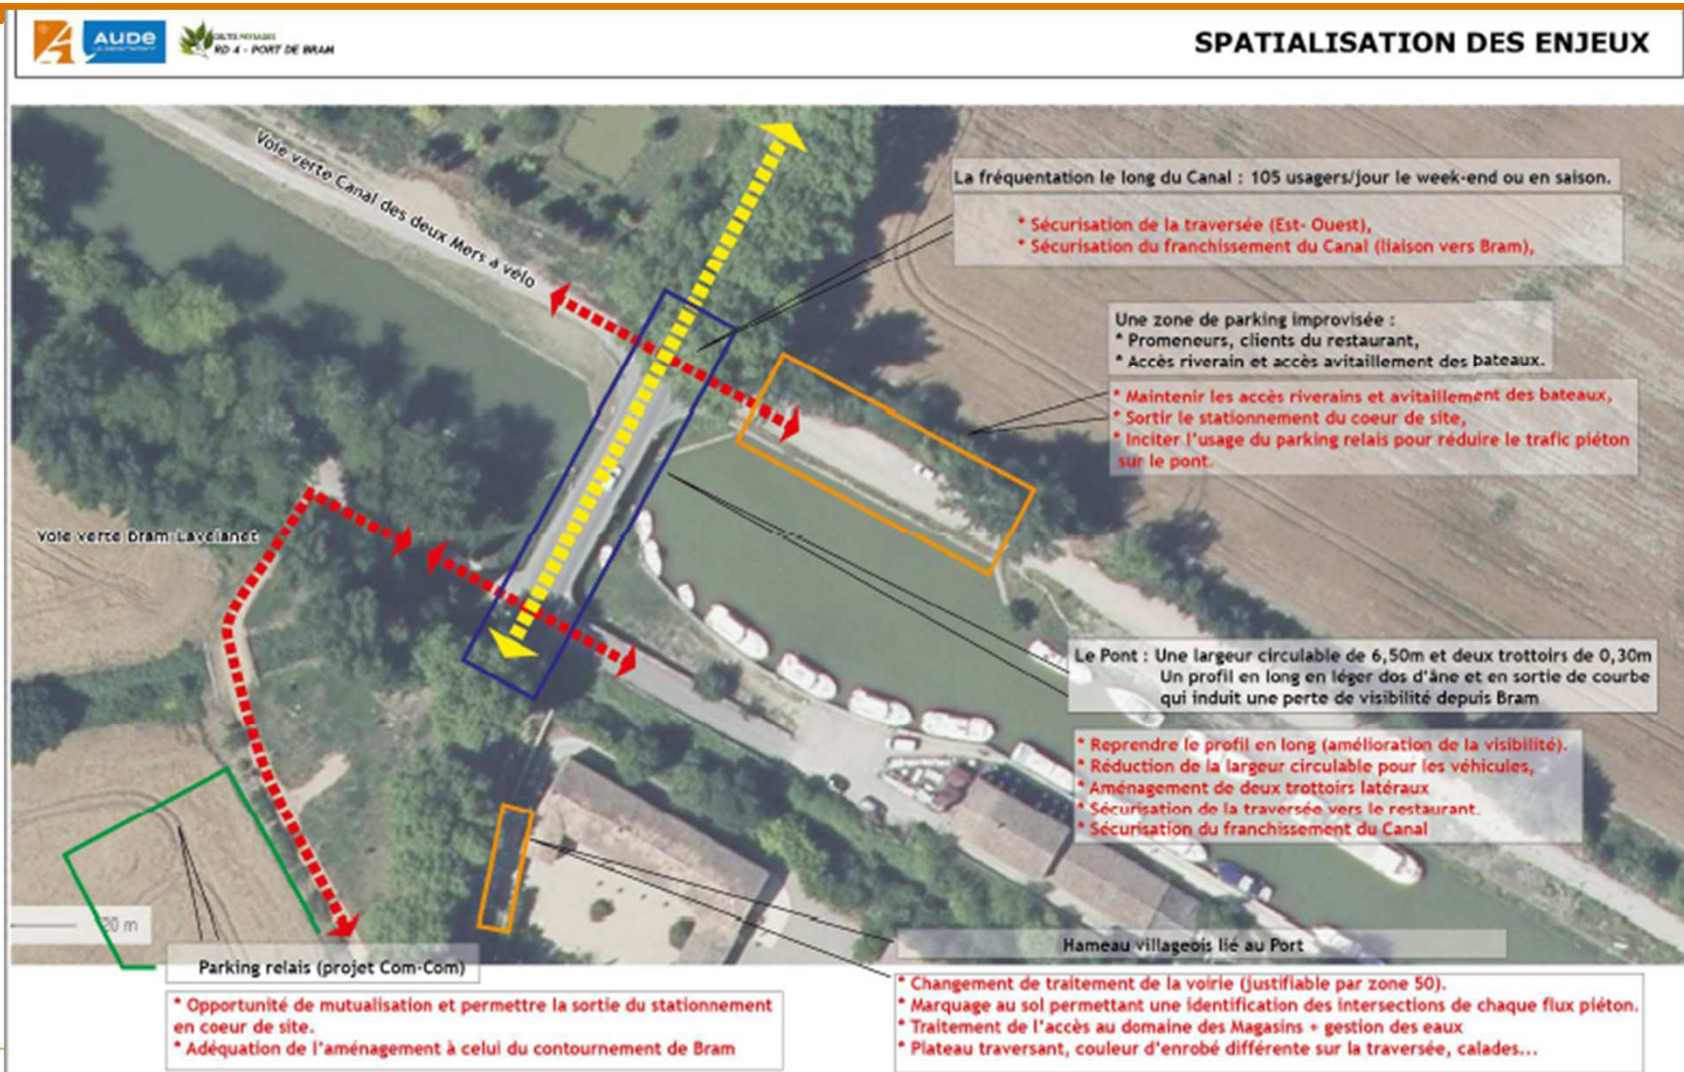 AUDE
RD 4 - PORT DE BRAM
SPATIALISATION DES ENJEUX
Voie verte Canal des deux Mers à vélo
La fréquentation le long du Canal : 105 usagers/jour le week-end ou en saison.
* Sécurisation de la traversée (Est- Ouest),
* Sécurisation du franchissement du Canal (liaison vers Bram),
Une zone de parking improvisée :
* Promeneurs, clients du restaurant,
* Accès riverain et accès avitaillement des bateaux.
* Maintenir les accès riverains et avitaillement des bateaux,
* Sortir le stationnement du coeur de site,
* Inciter l'usage du parking relais pour réduire le trafic piéton
sur le pont.
Voie verte Bram-Lavelanet
Le Pont : Une largeur circulable de 6,50m et deux trottoirs de 0,30m
Un profil en long en léger dos d'âne et en sortie de courbe
qui induit une perte de visibilité depuis Bram
* Reprendre le profil en long (amélioration de la visibilité).
* Réduction de la largeur circulable pour les véhicules,
* Aménagement de deux trottoirs latéraux
* Sécurisation de la traversée vers le restaurant.
* Sécurisation du franchissement du Canal
20 m
Parking relais (projet Com-Com)
* Opportunité de mutualisation et permettre la sortie du stationnement
en coeur de site.
* Adéquation de l'aménagement à celui du contournement de Bram
Hameau villageois lié au Port
* Changement de traitement de la voirie (justifiable par zone 50).
* Marquage au sol permettant une identification des intersections de chaque flux piéton.
* Traitement de l'accès au domaine des Magasins + gestion des eaux
* Plateau traversant, couleur d'enrobé différente sur la traversée, calades...